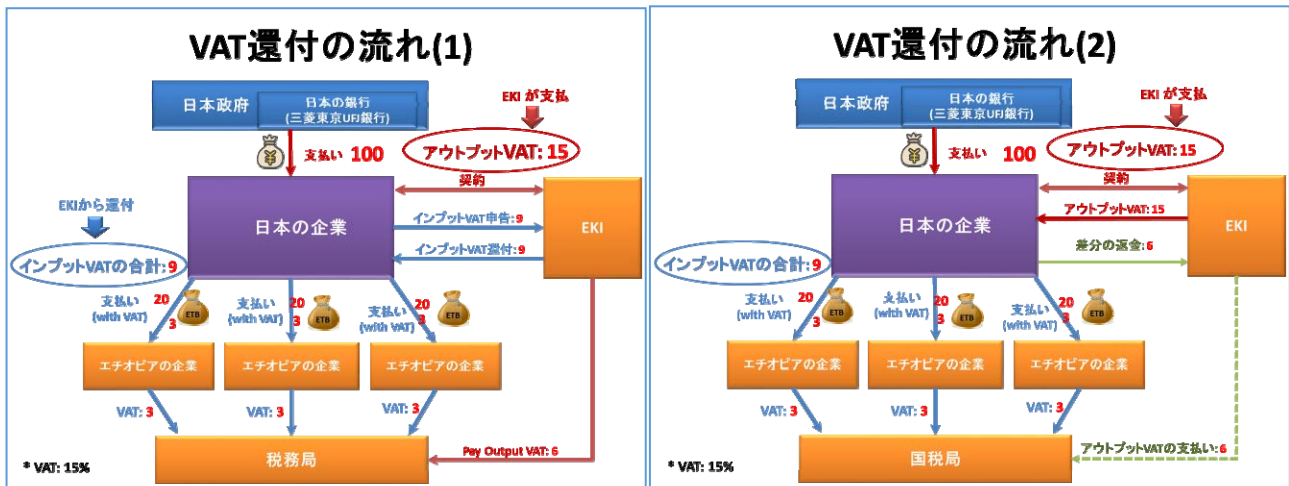 VAT還付の流れ(1)
日本政府
日本の銀行
(三菱東京UFJ銀行)
EKI が支払
¥
支払い 100
アウトプットVAT: 15
契約
EKIから還付
日本の企業
インプットVAT申告: 9
EKI
インプットVAT還付: 9
インプットVATの合計: 9
支払い
(with VAT)
20
3
ETB
支払い
(with VAT)
20
3
ETB
支払い
(with VAT)
20
3
ETB
エチオピアの企業
エチオピアの企業
エチオピアの企業
VAT: 3
VAT: 3
VAT: 3
税務局
Pay Output VAT: 6
* VAT: 15%
VAT還付の流れ(2)
日本政府
日本の銀行
(三菱東京UFJ銀行)
EKI が支払
¥
支払い 100
アウトプットVAT: 15
契約
日本の企業
アウトプットVAT: 15
EKI
差分の返金: 6
インプットVATの合計: 9
支払い
(with VAT)
20
3
ETB
支払い
(with VAT)
20
3
ETB
支払い
(with VAT)
20
3
ETB
エチオピアの企業
エチオピアの企業
エチオピアの企業
VAT: 3
VAT: 3
VAT: 3
国税局
アウトプットVATの支払い: 6
* VAT: 15%